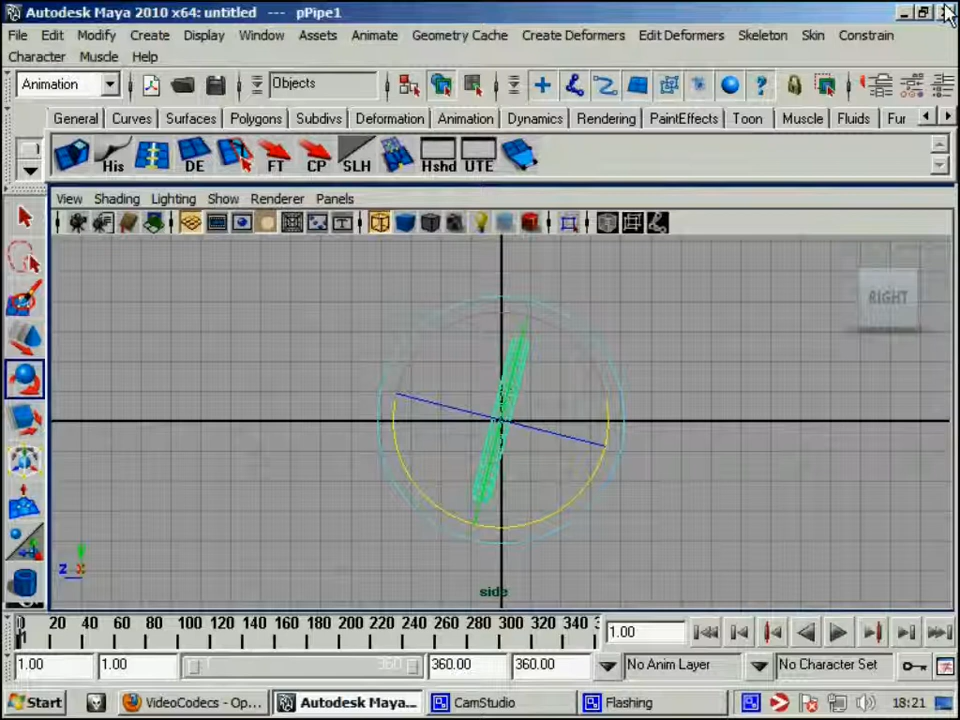 Autodesk Maya 2010 x64: untitled --- pPipe1
File Edit Modify Create Display Window Assets Animate Geometry Cache Create Deformers Edit Deformers Skeleton Skin Constrain
Character Muscle Help
Animation Objects
General Curves Surfaces Polygons Subdivs Deformation Animation Dynamics Rendering PaintEffects Toon Muscle Fluids Fur
His DE FT CP SLH Hshd UTE
View Shading Lighting Show Renderer Panels
RIGHT
z x
side
1 20 40 60 80 100 120 140 160 180 200 220 240 260 280 300 320 340 1.00
1.00 1.00 360 360.00 360.00 No Anim Layer No Character Set
Start VideoCodecs - Op... Autodesk Maya... CamStudio Flashing 18:21